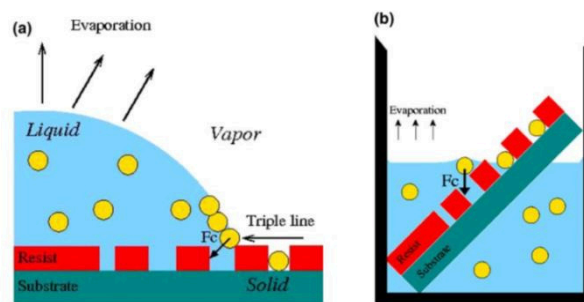 (a)
Evaporation
Liquid
Vapor
Triple line
Fc
Resist
Solid
Substrate
(b)
Evaporation
Fc
Resist
Substrate